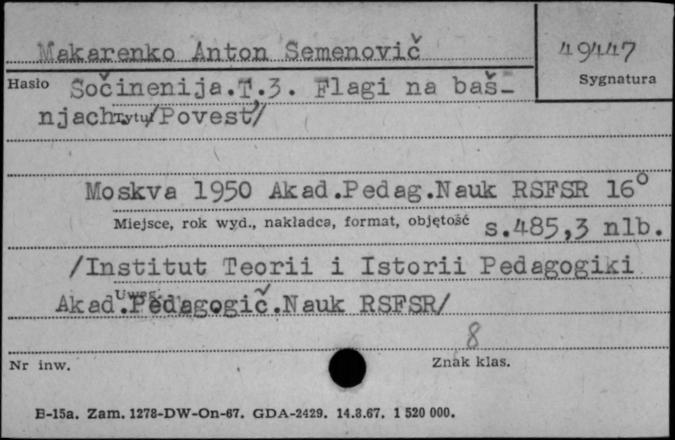 Makarenko Anton Semenovič
49447
Hasło
Sygnatura
Sočinenija.T.3. Flagi na baš-
njach. /Povest'/
Tytuł
Moskva 1950 Akad.Pedag.Nauk RSFSR 16°
Miejsce, rok wyd., nakładca, format, objętość
s.485,3 nlb.
/Institut Teorii i Istorii Pedagogiki
Uwagi
Akad.Pedagogič.Nauk RSFSR/
8
Nr inw.
Znak klas.
E-15a. Zam. 1278-DW-On-67. GDA-2429. 14.8.67. 1 520 000.